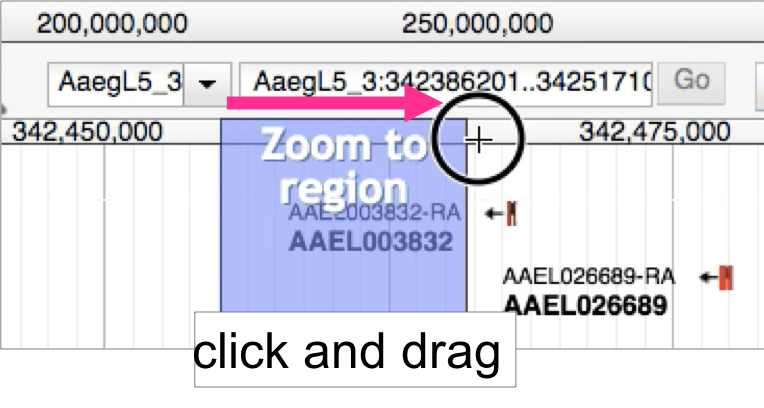 200,000,000 250,000,000
AaegL5_3 AaegL5_3:342386201..34251710 Go
342,450,000 342,475,000
Zoom to
region
AAEL003832-RA
AAEL003832
AAEL026689-RA
AAEL026689
click and drag